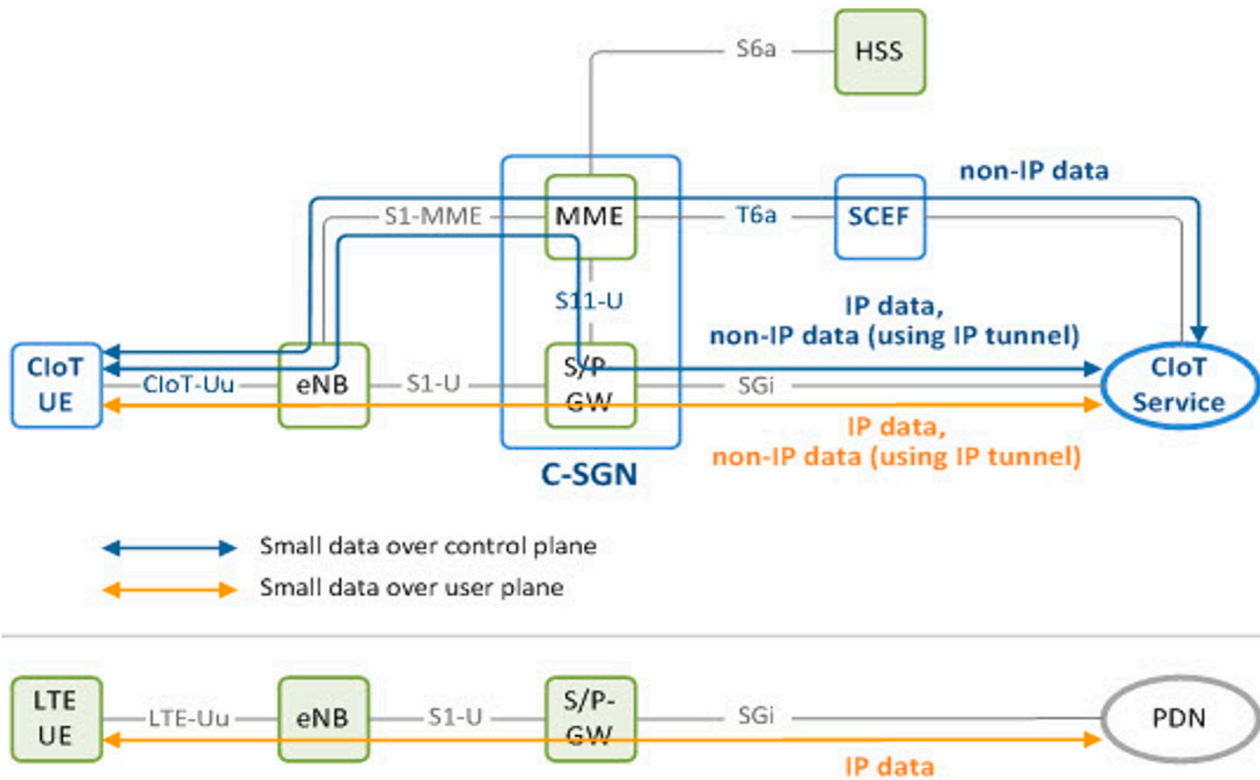 S6a
HSS
non-IP data
S1-MME
MME
T6a
SCEF
S11-U
IP data,
non-IP data (using IP tunnel)
CIoT
UE
CIoT-Uu
eNB
S1-U
S/P-
GW
SGi
CIoT
Service
IP data,
non-IP data (using IP tunnel)
C-SGN
Small data over control plane
Small data over user plane
LTE
UE
LTE-Uu
eNB
S1-U
S/P-
GW
SGi
PDN
IP data